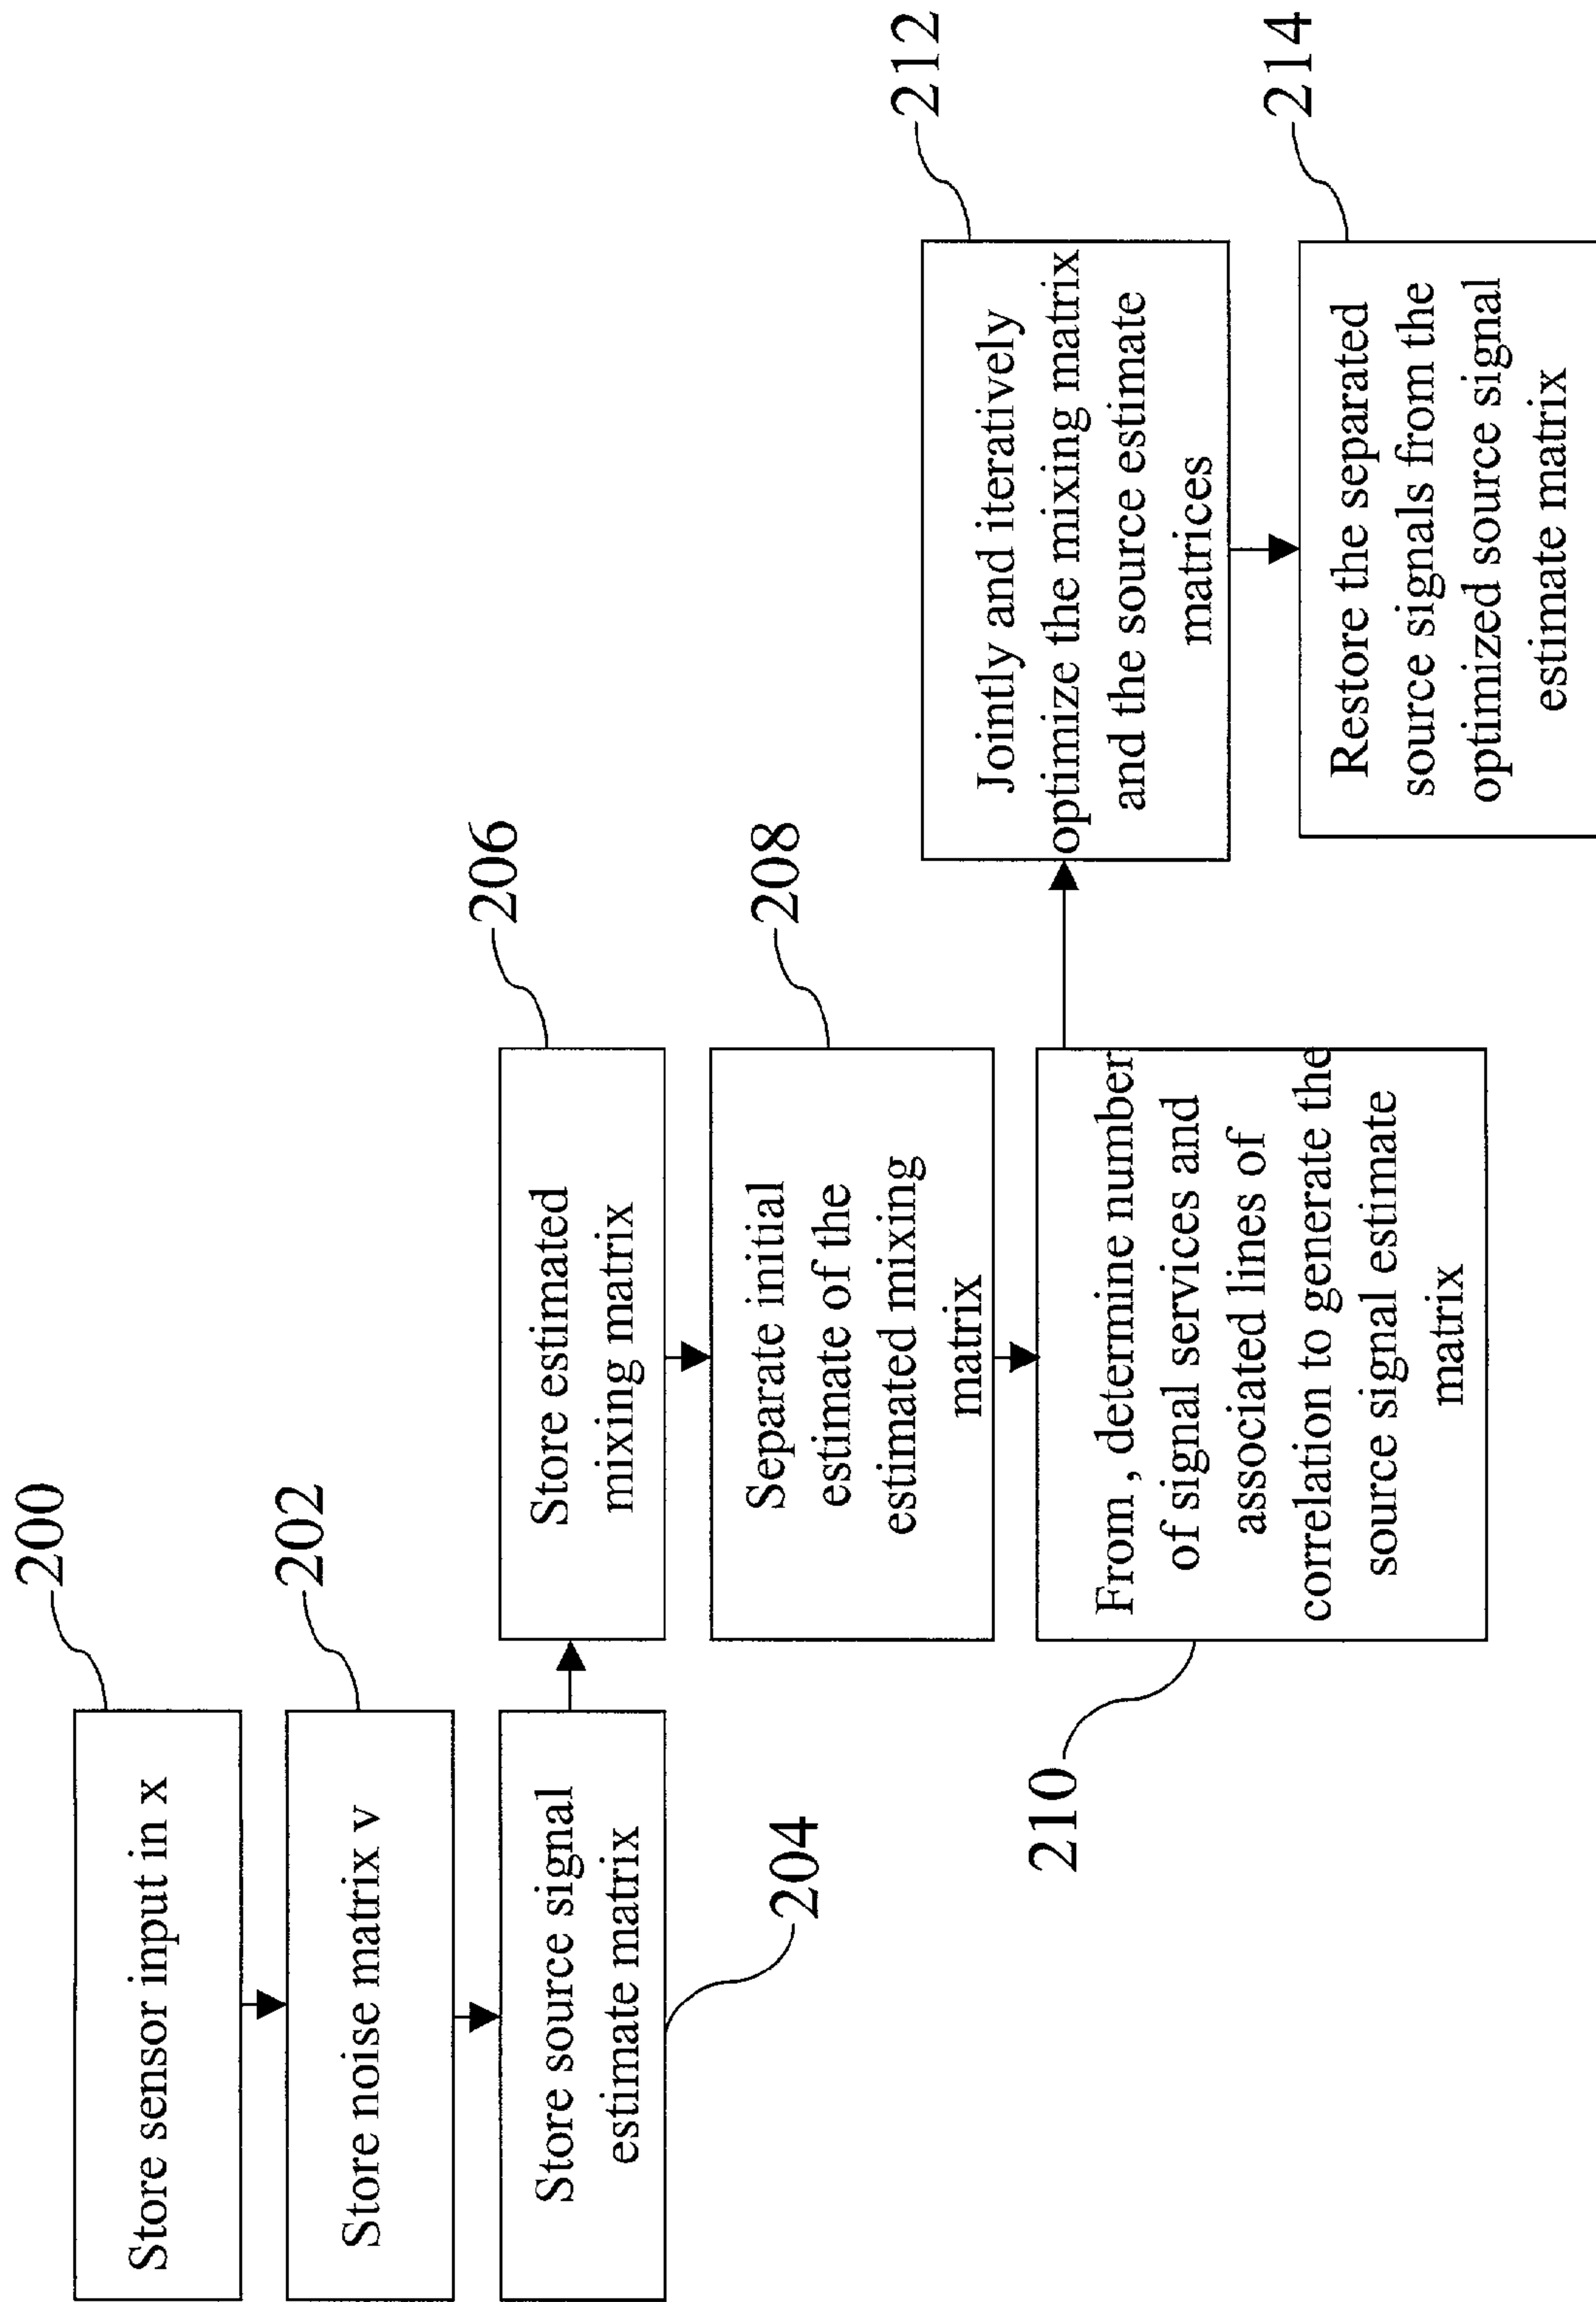 200
Store sensor input in x
202
Store noise matrix v
Store source signal
estimate matrix
204
206
Store estimated
mixing matrix
208
Separate initial
estimate of the
estimated mixing
matrix
210
From , determine number
of signal services and
associated lines of
correlation to generate the
source signal estimate
matrix
212
Jointly and iteratively
optimize the mixing matrix
and the source estimate
matrices
214
Restore the separated
source signals from the
optimized source signal
estimate matrix